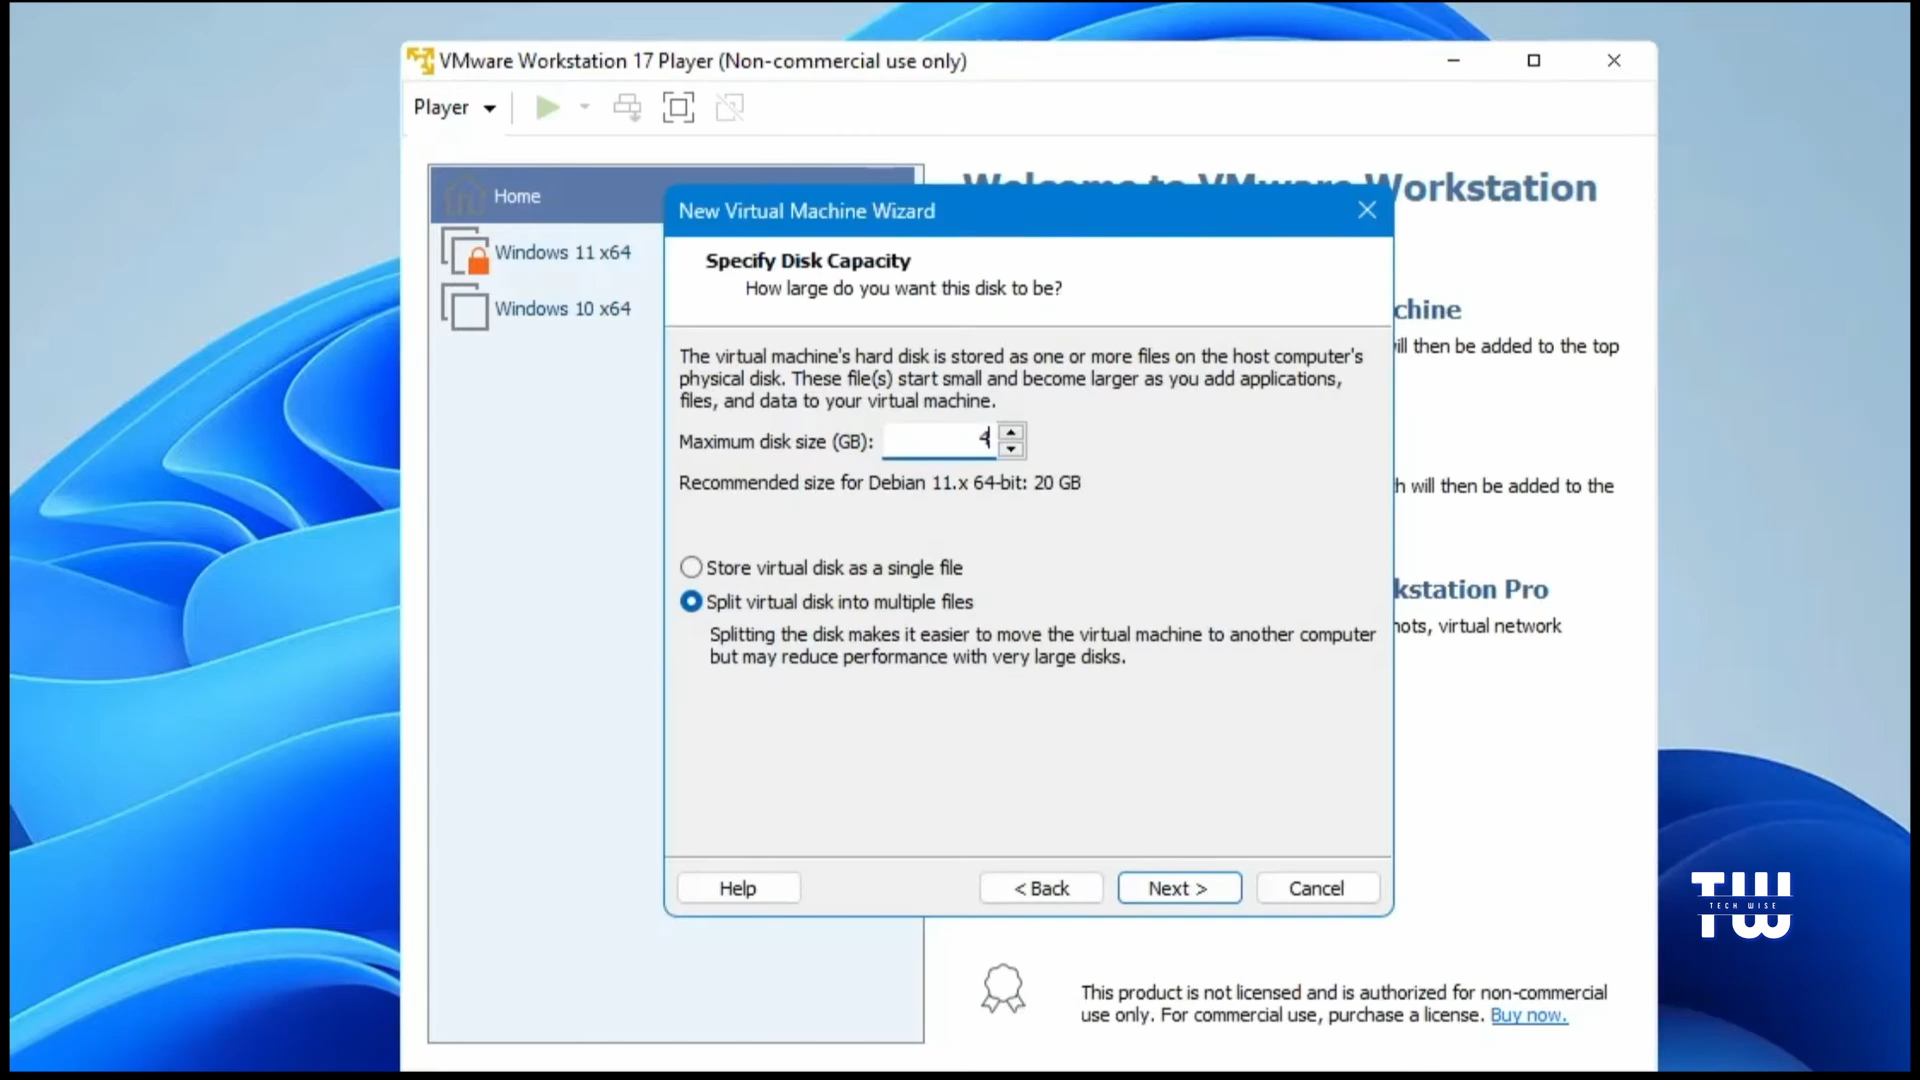 VMware Workstation 17 Player (Non-commercial use only)
Player
Home
Windows 11 x64
Windows 10 x64
Welcome to VMware Workstation
New Virtual Machine Wizard
Specify Disk Capacity
How large do you want this disk to be?
The virtual machine's hard disk is stored as one or more files on the host computer's
physical disk. These file(s) start small and become larger as you add applications,
files, and data to your virtual machine.
Maximum disk size (GB): 4
Recommended size for Debian 11.x 64-bit: 20 GB
Store virtual disk as a single file
Split virtual disk into multiple files
Splitting the disk makes it easier to move the virtual machine to another computer
but may reduce performance with very large disks.
Help
< Back
Next >
Cancel
chine
ill then be added to the top
h will then be added to the
kstation Pro
hots, virtual network
This product is not licensed and is authorized for non-commercial
use only. For commercial use, purchase a license. Buy now.
TW
TECH WISE